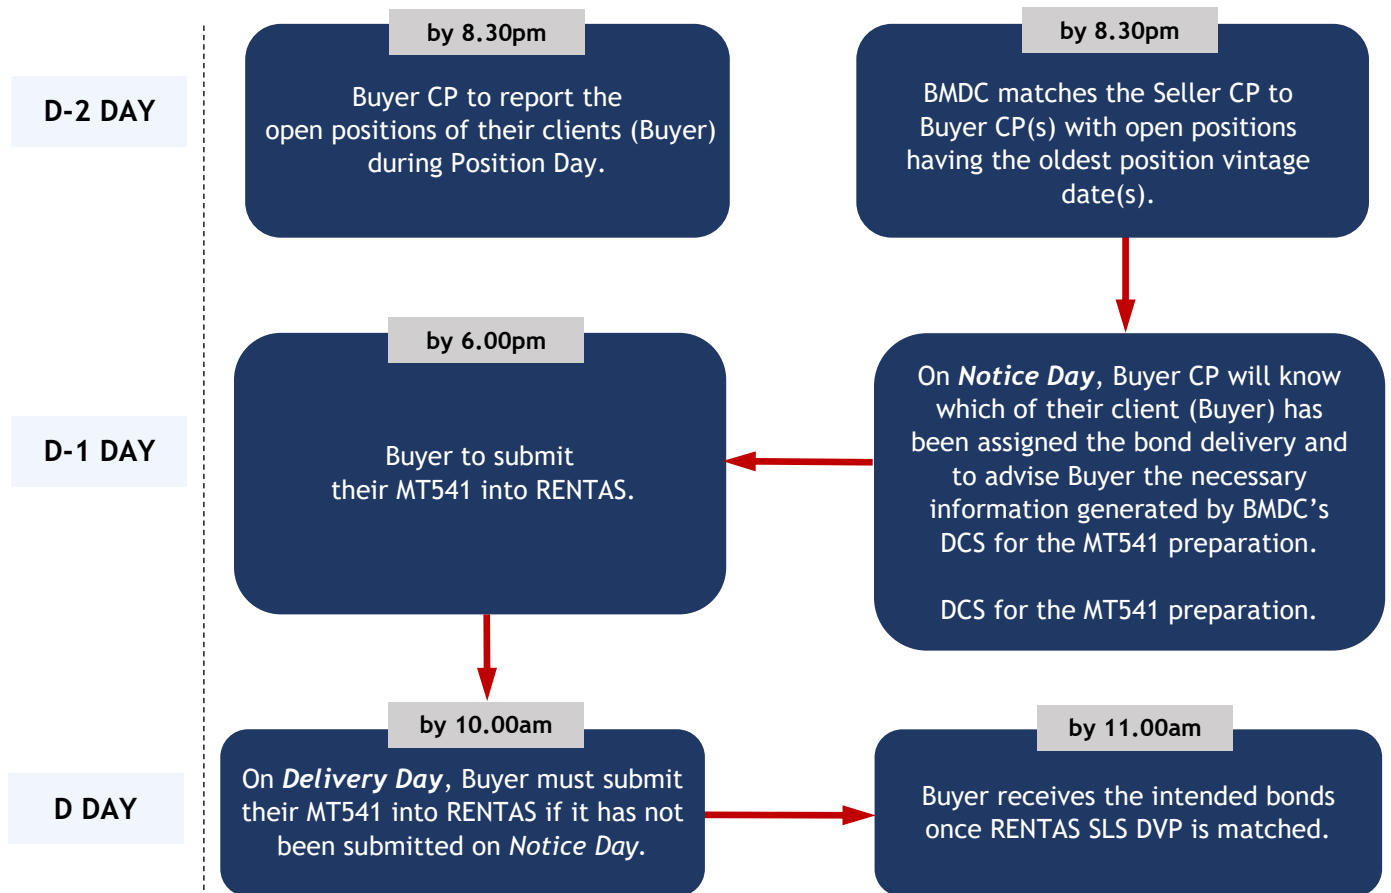 D-2 DAY
by 8.30pm
Buyer CP to report the
open positions of their clients (Buyer)
during Position Day.
by 8.30pm
BMDC matches the Seller CP to
Buyer CP(s) with open positions
having the oldest position vintage
date(s).
D-1 DAY
by 6.00pm
Buyer to submit
their MT541 into RENTAS.
On Notice Day, Buyer CP will know
which of their client (Buyer) has
been assigned the bond delivery and
to advise Buyer the necessary
information generated by BMDC’s
DCS for the MT541 preparation.
DCS for the MT541 preparation.
D DAY
by 10.00am
On Delivery Day, Buyer must submit
their MT541 into RENTAS if it has not
been submitted on Notice Day.
by 11.00am
Buyer receives the intended bonds
once RENTAS SLS DVP is matched.